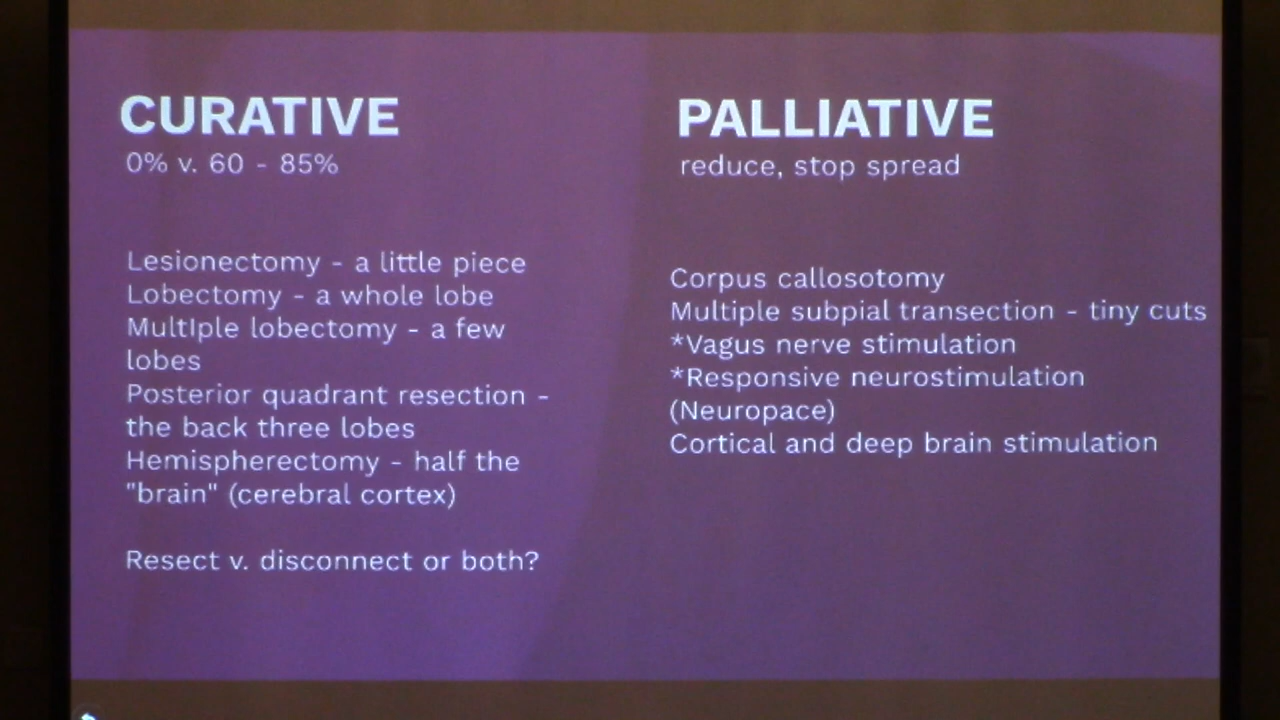 CURATIVE
0% v. 60 - 85%
Lesionectomy - a little piece
Lobectomy - a whole lobe
MultIple lobectomy - a few
lobes
Posterior quadrant resection -
the back three lobes
Hemispherectomy - half the
"brain" (cerebral cortex)
Resect v. disconnect or both?
PALLIATIVE
reduce, stop spread
Corpus callosotomy
Multiple subpial transection - tiny cuts
*Vagus nerve stimulation
*Responsive neurostimulation
(Neuropace)
Cortical and deep brain stimulation